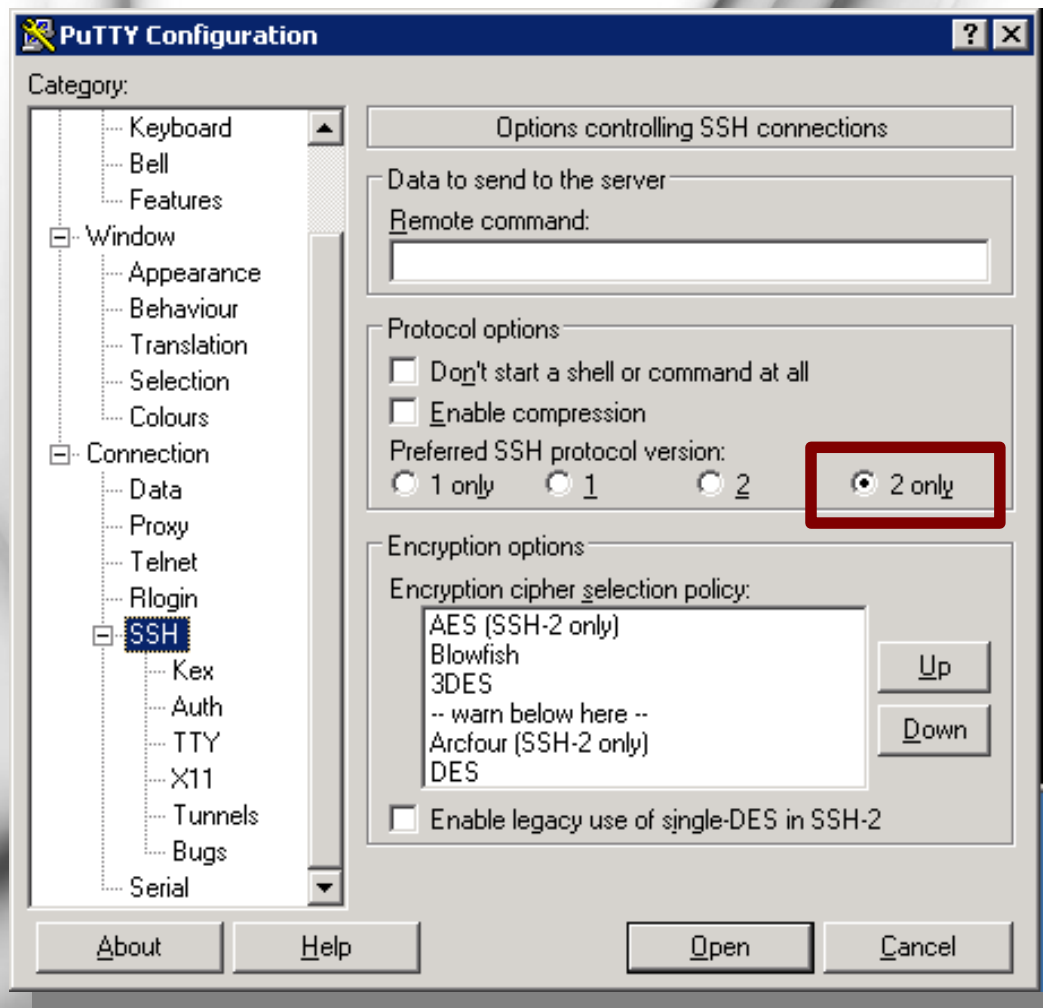 PuTTY Configuration
?
Category:
Keyboard
Bell
Features
Window
Appearance
Behaviour
Translation
Selection
Colours
Connection
Data
Proxy
Telnet
Rlogin
SSH
Kex
Auth
TTY
X11
Tunnels
Bugs
Serial
Options controlling SSH connections
Data to send to the server
Remote command:
Protocol options
Don't start a shell or command at all
Enable compression
Preferred SSH protocol version:
1 only 1 2 2 only
Encryption options
Encryption cipher selection policy:
AES (SSH-2 only)
Blowfish
3DES
-- warn below here --
Arcfour (SSH-2 only)
DES
Up
Down
Enable legacy use of single-DES in SSH-2
About Help Open Cancel